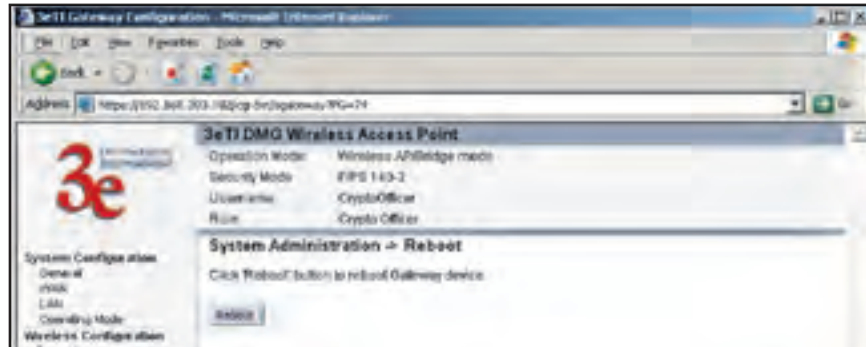 3eTI Gateway Configuration - Microsoft Internet Explorer
File Edit View Favorites Tools Help
Back
Address
Go
3e
3eTI DMG Wireless Access Point
Operation Mode: Wireless AP/Bridge mode
Security Mode: FIPS 140-2
Username: CryptoOfficer
Role: Crypto Officer
System Administration -> Reboot
Click 'Reboot' button to reboot Gateway device.
Reboot
System Configuration
General
WAN
LAN
Operating Mode
Wireless Configuration